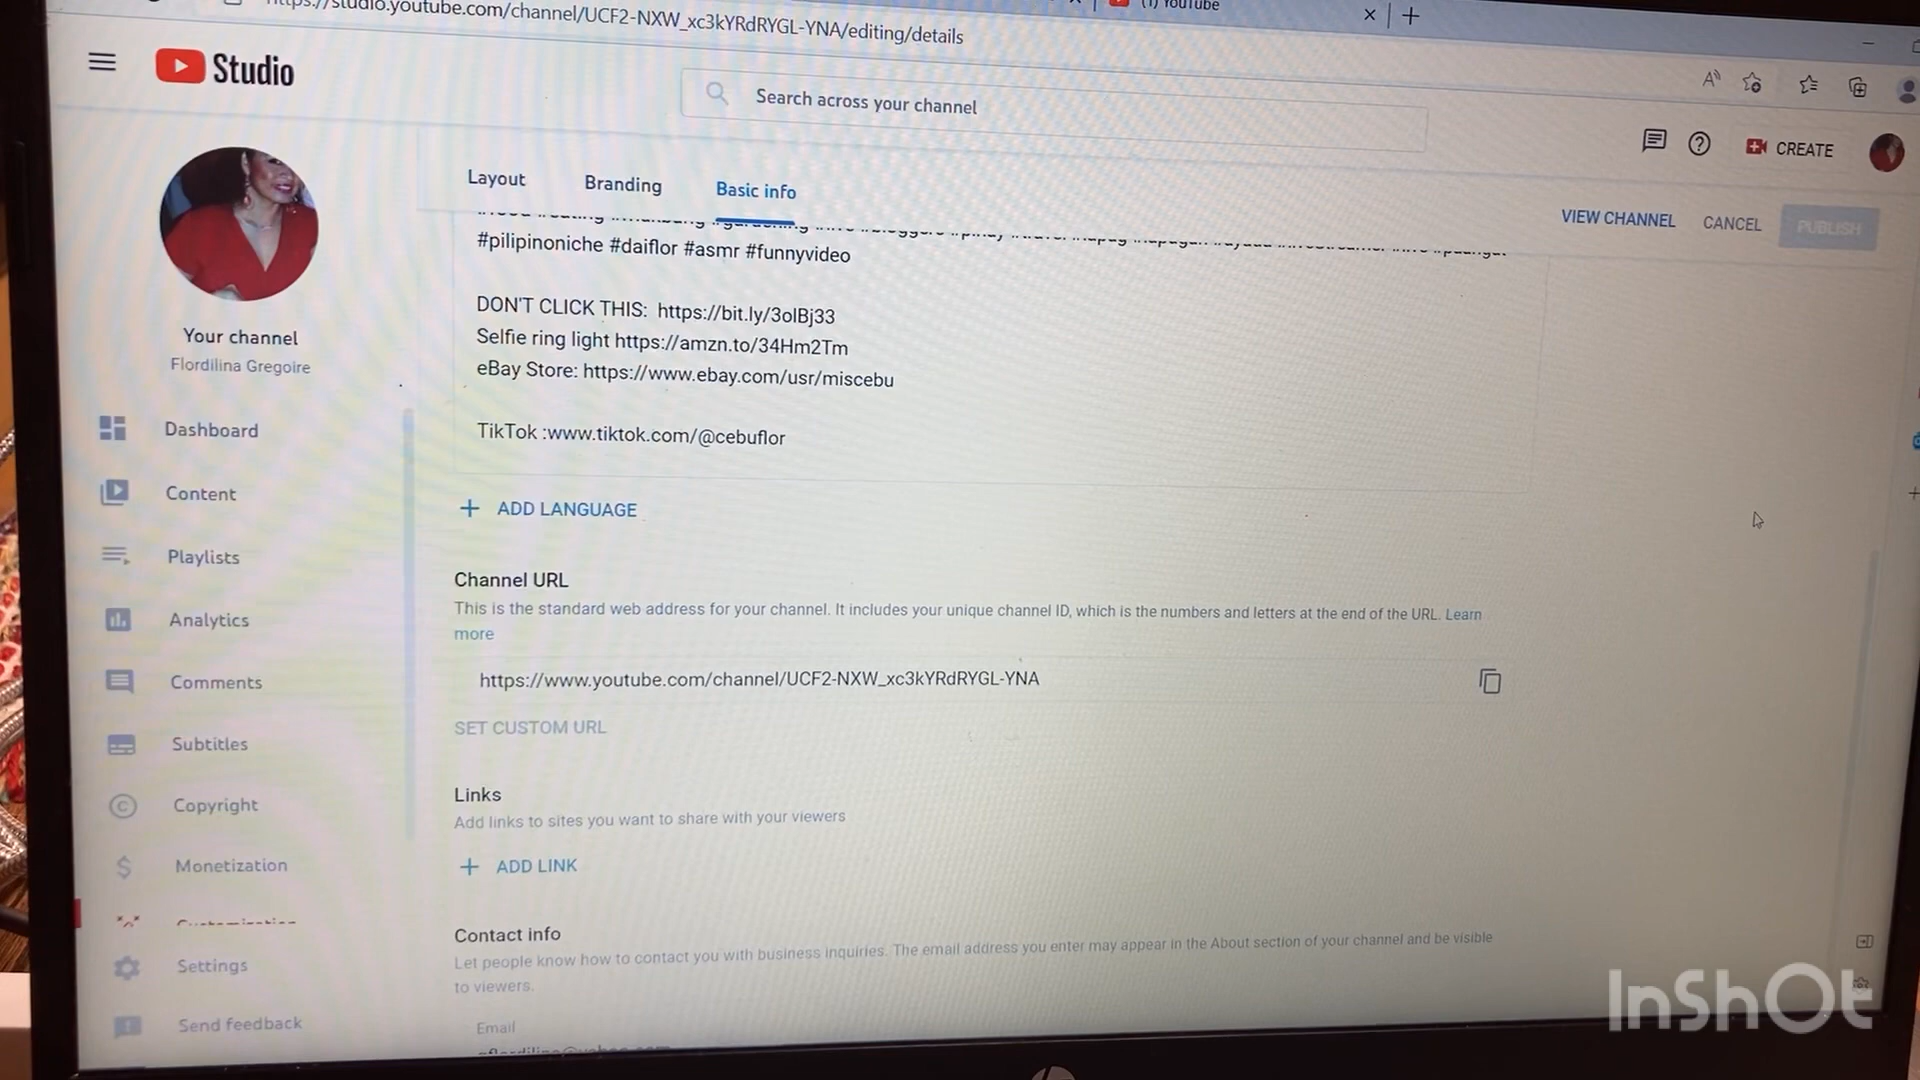 https://studio.youtube.com/channel/UCF2-NXW_xc3kYRdRYGL-YNA/editing/details
(1) YouTube
Studio
Search across your channel
CREATE
Layout
Branding
Basic info
VIEW CHANNEL
CANCEL
PUBLISH
#pilipinoniche #daiflor #asmr #funnyvideo
DON'T CLICK THIS: https://bit.ly/3olBj33
Selfie ring light https://amzn.to/34Hm2Tm
eBay Store: https://www.ebay.com/usr/miscebu
TikTok :www.tiktok.com/@cebuflor
ADD LANGUAGE
Your channel
Flordilina Gregoire
Dashboard
Content
Playlists
Analytics
Comments
Subtitles
Copyright
Monetization
Settings
Send feedback
Channel URL
This is the standard web address for your channel. It includes your unique channel ID, which is the numbers and letters at the end of the URL. Learn
more
https://www.youtube.com/channel/UCF2-NXW_xc3kYRdRYGL-YNA
SET CUSTOM URL
Links
Add links to sites you want to share with your viewers
ADD LINK
Contact info
Let people know how to contact you with business inquiries. The email address you enter may appear in the About section of your channel and be visible
to viewers.
Email
InShOt